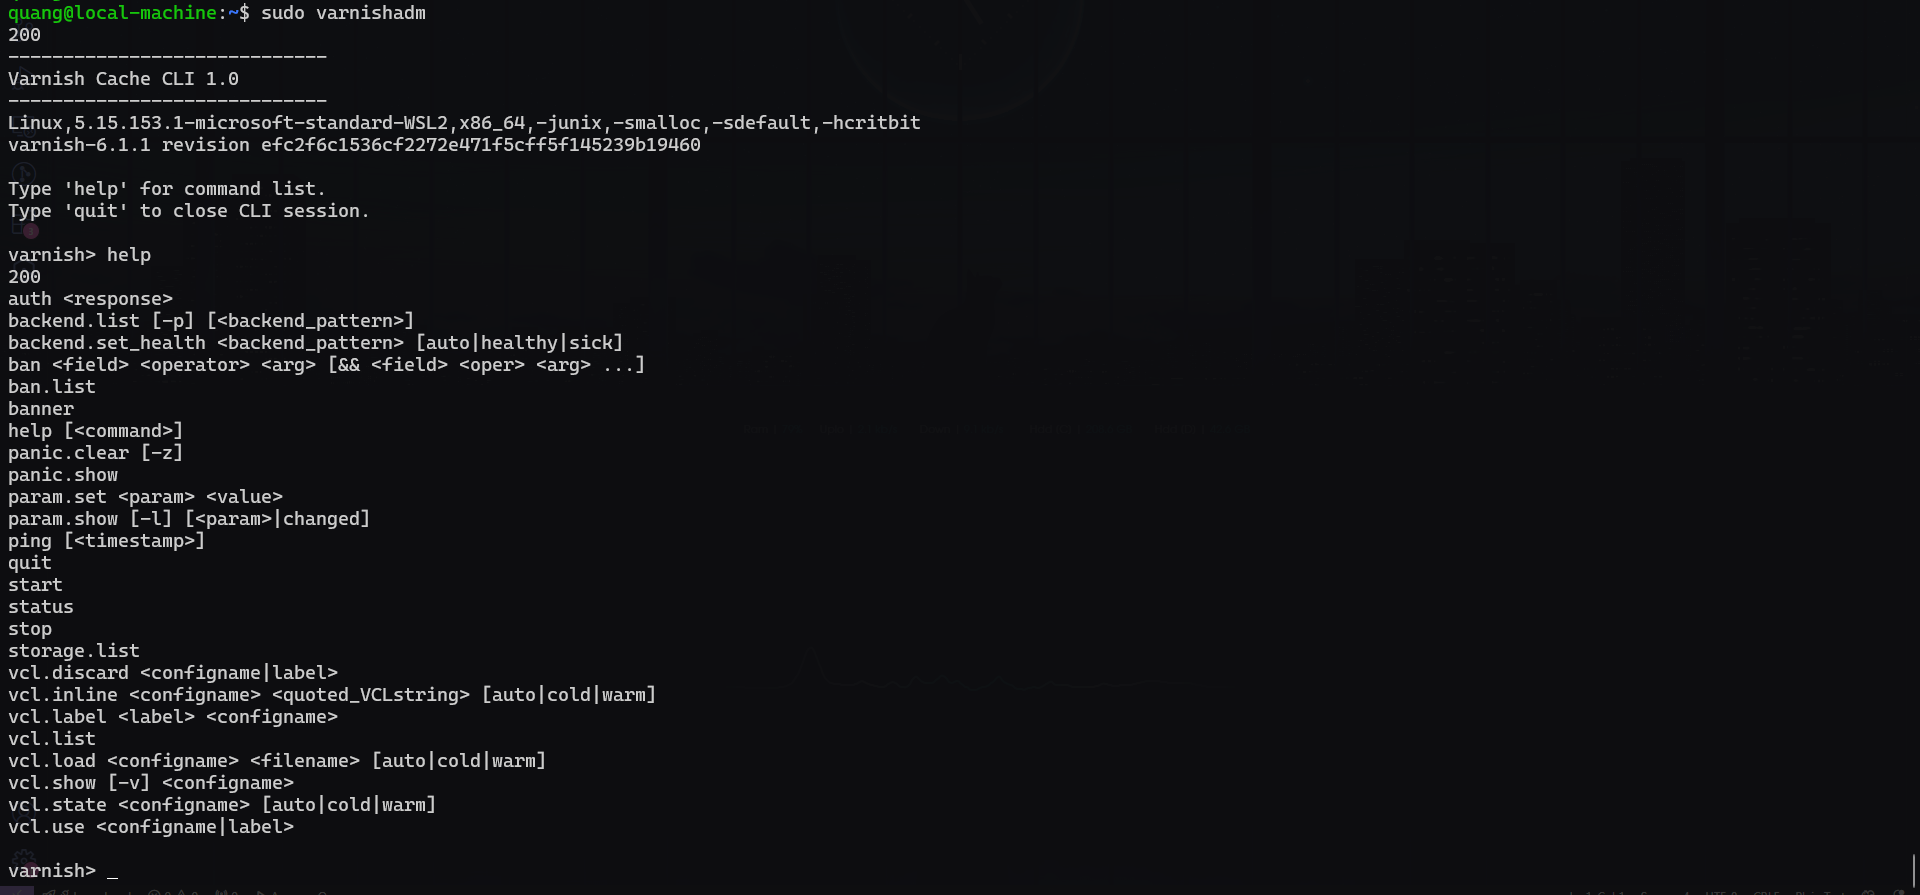 quang@local-machine:~$ sudo varnishadm
200
-----------------------------
Varnish Cache CLI 1.0
-----------------------------
Linux,5.15.153.1-microsoft-standard-WSL2,x86_64,-junix,-smalloc,-sdefault,-hcritbit
varnish-6.1.1 revision efc2f6c1536cf2272e471f5cff5f145239b19460
Type 'help' for command list.
Type 'quit' to close CLI session.
varnish> help
200
auth <response>
backend.list [-p] [<backend_pattern>]
backend.set_health <backend_pattern> [auto|healthy|sick]
ban <field> <operator> <arg> [&& <field> <oper> <arg> ...]
ban.list
banner
help [<command>]
panic.clear [-z]
panic.show
param.set <param> <value>
param.show [-l] [<param>|changed]
ping [<timestamp>]
quit
start
status
stop
storage.list
vcl.discard <configname|label>
vcl.inline <configname> <quoted_VCLstring> [auto|cold|warm]
vcl.label <label> <configname>
vcl.list
vcl.load <configname> <filename> [auto|cold|warm]
vcl.show [-v] <configname>
vcl.state <configname> [auto|cold|warm]
vcl.use <configname|label>
varnish> _